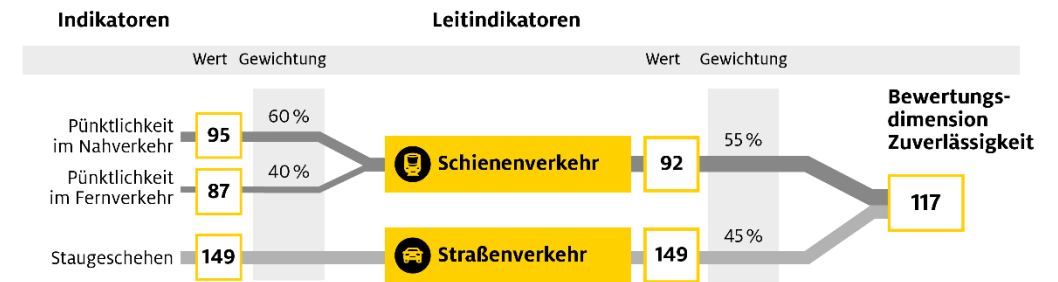 Indikatoren
Leitindikatoren
Wert Gewichtung
Wert Gewichtung
Pünktlichkeit
im Nahverkehr
95
60 %
Pünktlichkeit
im Fernverkehr
87
40 %
Schienenverkehr
92
55 %
Bewertungs-
dimension
Zuverlässigkeit
117
Staugeschehen
149
Straßenverkehr
149
45 %